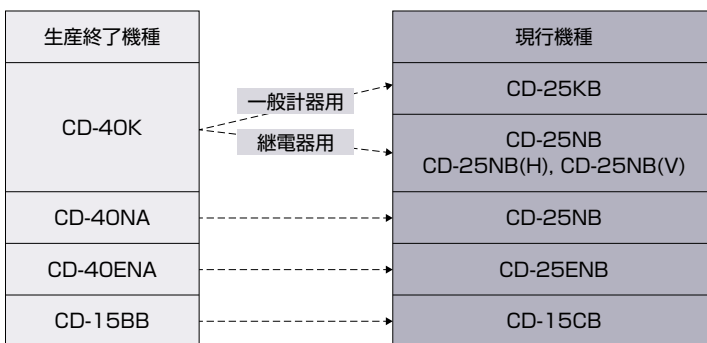 生産終了機種
現行機種
CD-40K
一般計器用
CD-25KB
継電器用
CD-25NB
CD-25NB(H), CD-25NB(V)
CD-40NA
CD-25NB
CD-40ENA
CD-25ENB
CD-15BB
CD-15CB